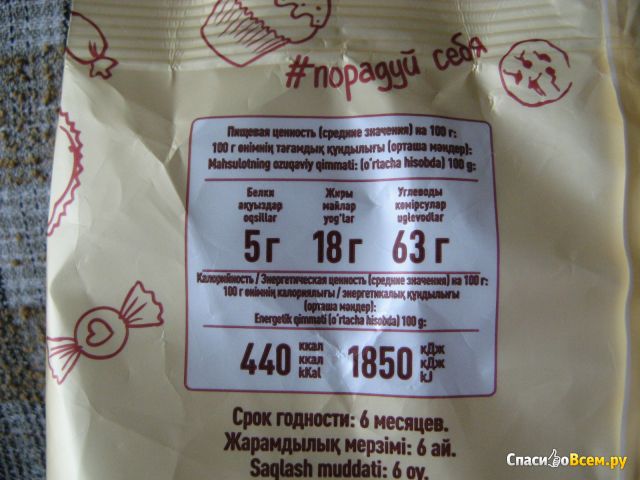 #порадуй себя
Пищевая ценность (средние значения) на 100 г:
100 г өнімнің тағамдық құндылығы (орташа мәндер):
Mahsulotning ozuqaviy qimmati: (o'rtacha hisobda) 100 g:
Белки Жиры Углеводы
ақуыздар майлар көмірсулар
oqsillar yog'lar uglevodlar
5 г 18 г 63 г
Калорийность / Энергетическая ценность (средние значения) на 100 г:
100 г өнімнің калориялығы / энергетикалық құндылығы
(орташа мәндер):
Energetik qimmati (o'rtacha hisobda) 100 g:
440 ккал ккал kKal 1850 кДж кДж kJ
Срок годности: 6 месяцев.
Жарамдылық мерзімі: 6 ай.
Saqlash muddati: 6 oy.
СпасибоВсем.ру